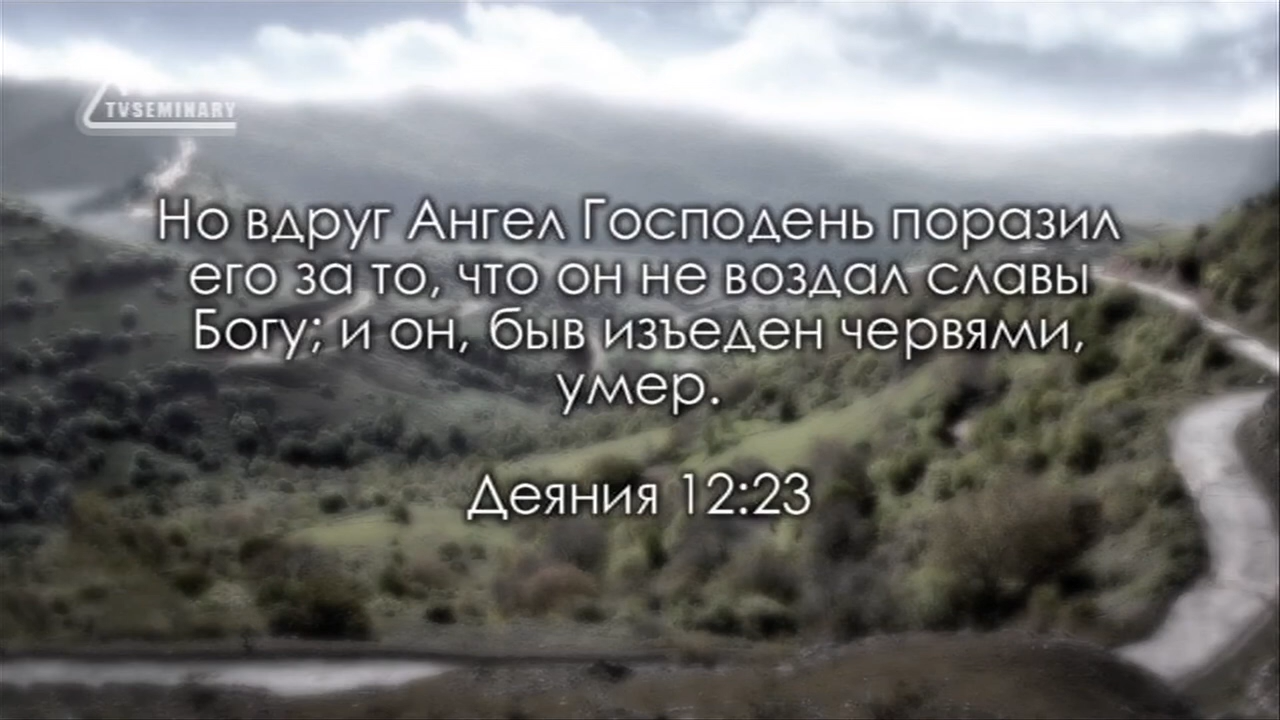 TVSEMINARY
Но вдруг Ангел Господень поразил
его за то, что он не воздал славы
Богу; и он, быв изъеден червями,
умер.
Деяния 12:23